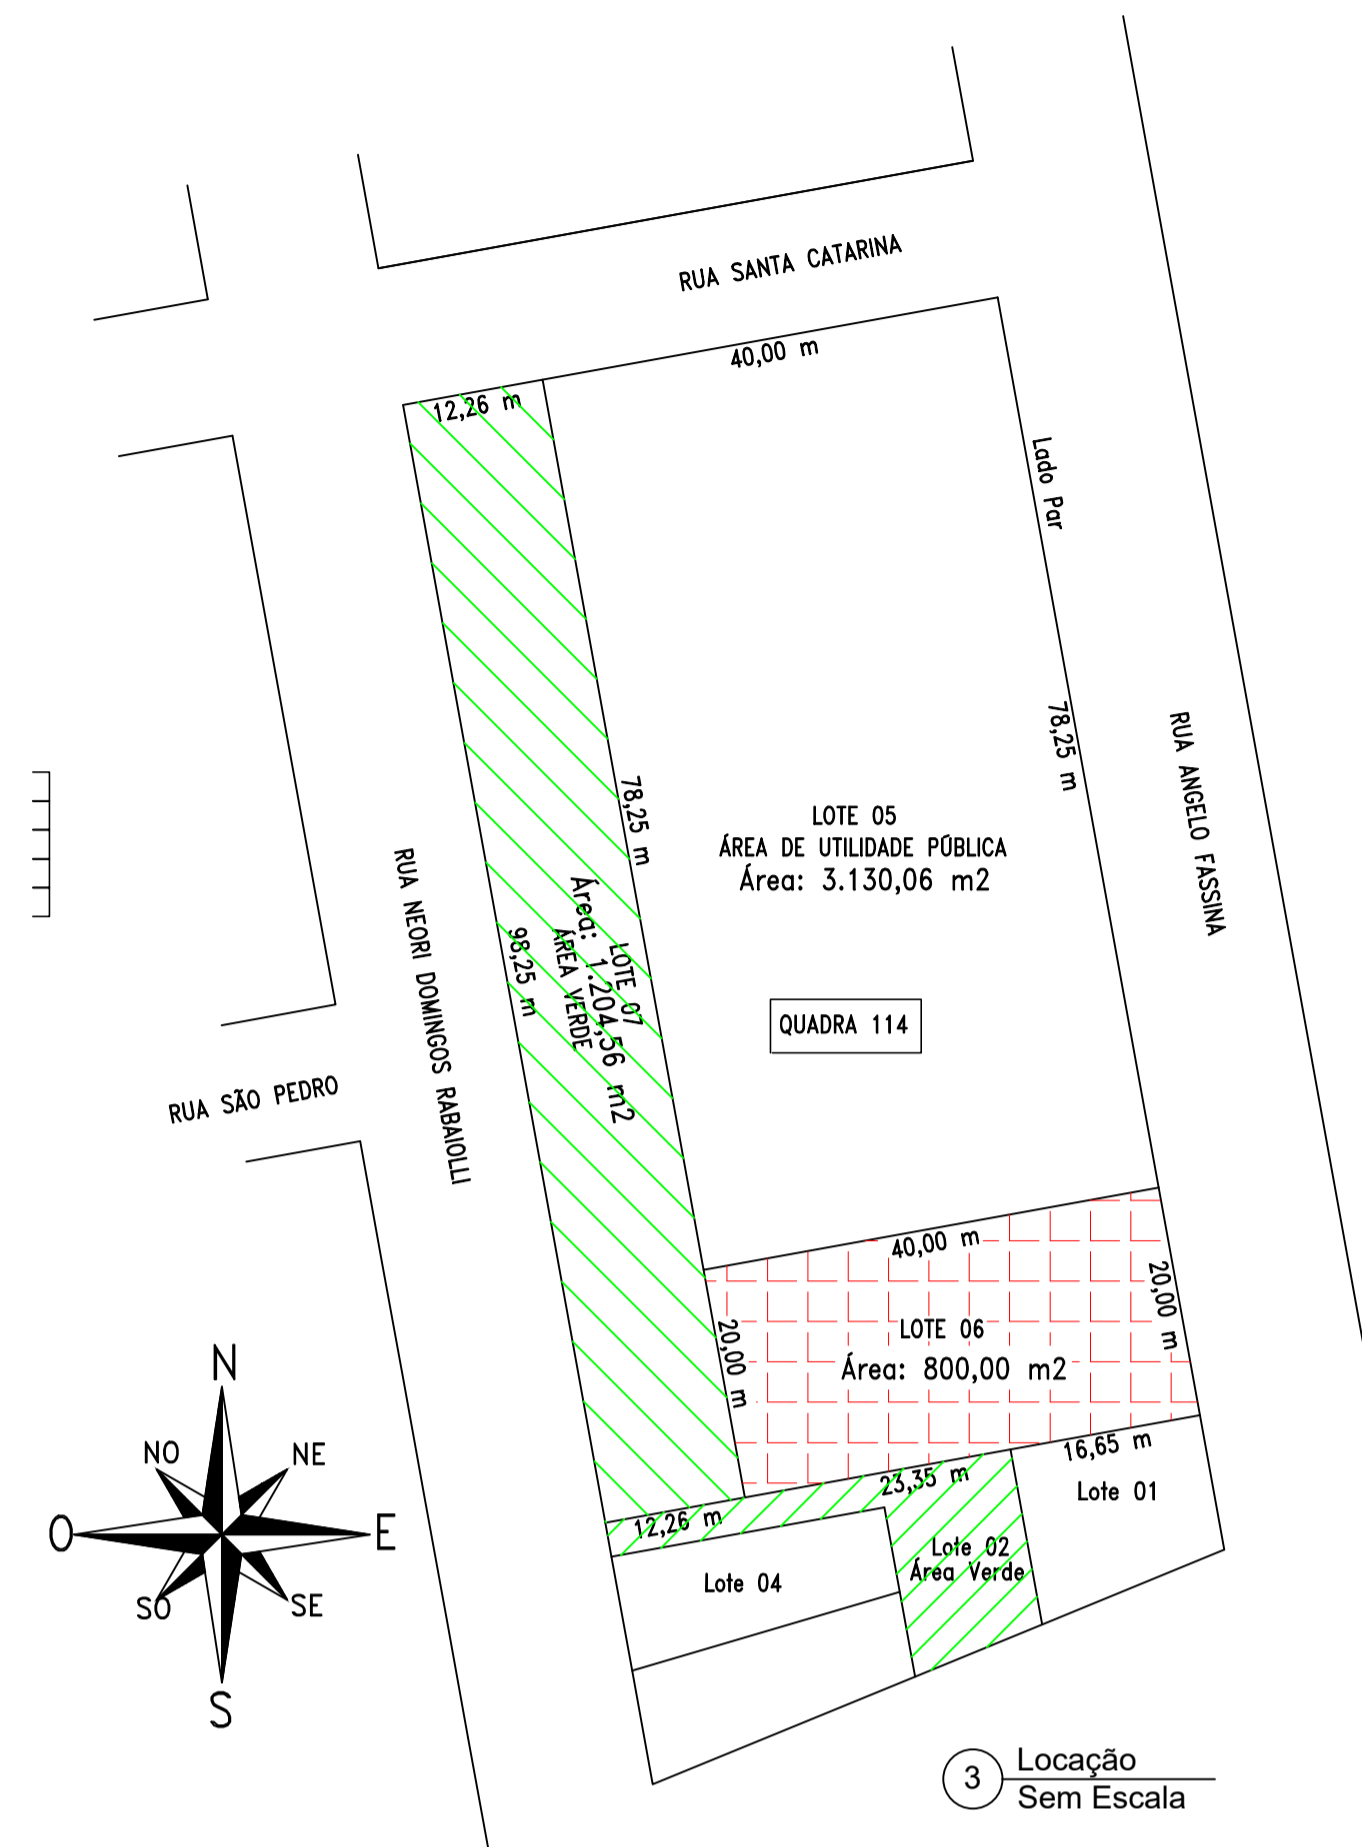 RUA SANTA CATARINA
40,00 m
12,26 m
Lado Par
78,25 m
RUA ANGELO FASSINA
78,25 m
LOTE 05
ÁREA DE UTILIDADE PÚBLICA
Área: 3.130,06 m2
QUADRA 114
LOTE 07
Área: 1.204,56 m2
ÁREA VERDE
98,25 m
RUA NEORI DOMINGOS RABAIOLLI
RUA SÃO PEDRO
40,00 m
20,00 m
LOTE 06
Área: 800,00 m2
20,00 m
16,65 m
23,35 m
12,26 m
Lote 01
Lote 02
Área Verde
Lote 04
N
NO
NE
O
E
SO
SE
S
3
Locação
Sem Escala